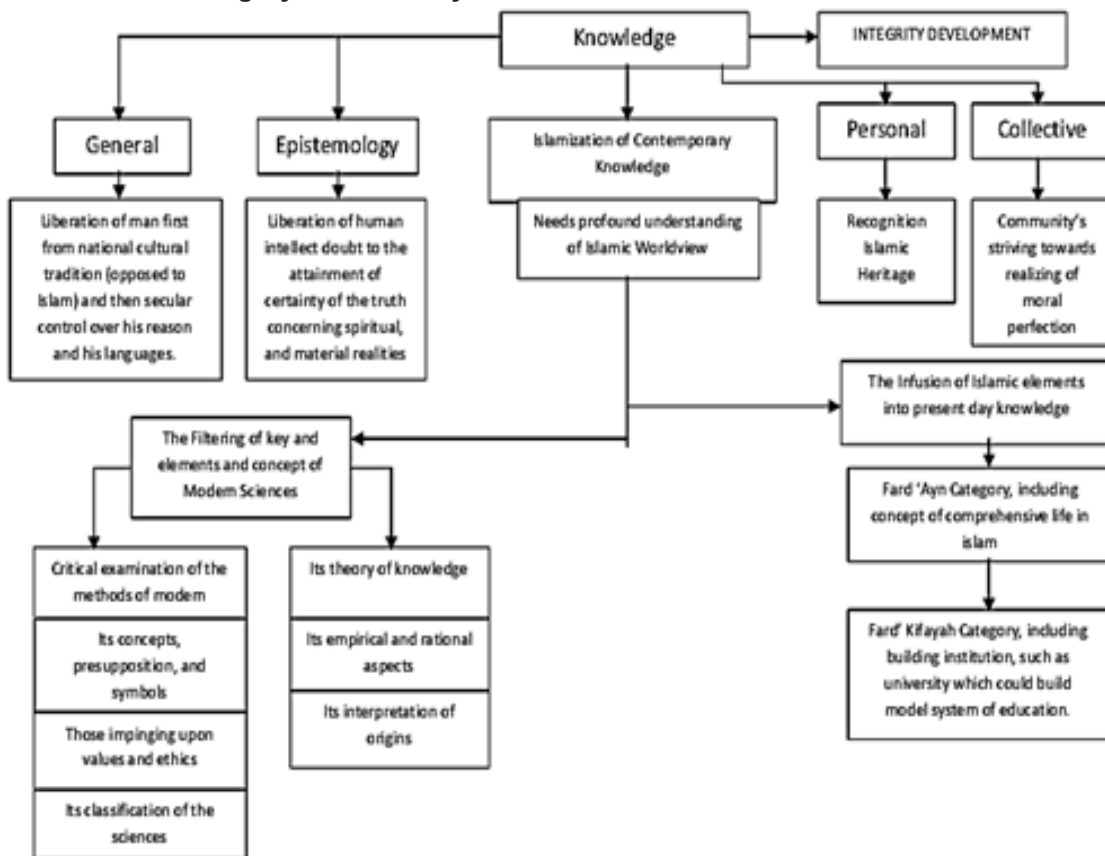 Knowledge
INTEGRITY DEVELOPMENT
General
Epistemology
Islamization of Contemporary
Knowledge
Personal
Collective
Liberation of man first
from national cultural
tradition (opposed to
Islam) and then secular
control over his reason
and his languages.
Liberation of human
intellect doubt to the
attainment of
certainty of the truth
concerning spiritual,
and material realities
Needs profound understanding
of Islamic Worldview
Recognition
Islamic
Heritage
Community's
striving towards
realizing of
moral
perfection
The Infusion of Islamic elements
into present day knowledge
The Filtering of key and
elements and concept of
Modern Sciences
Fard 'Ayn Category, including
concept of comprehensive life in
islam
Critical examination of the
methods of modern
Its concepts,
presupposition, and
symbols
Those impinging upon
values and ethics
Its classification of the
sciences
Its theory of knowledge
Its empirical and rational
aspects
Its interpretation of
origins
Fard' Kifayah Category, including
building institution, such as
university which could build
model system of education.